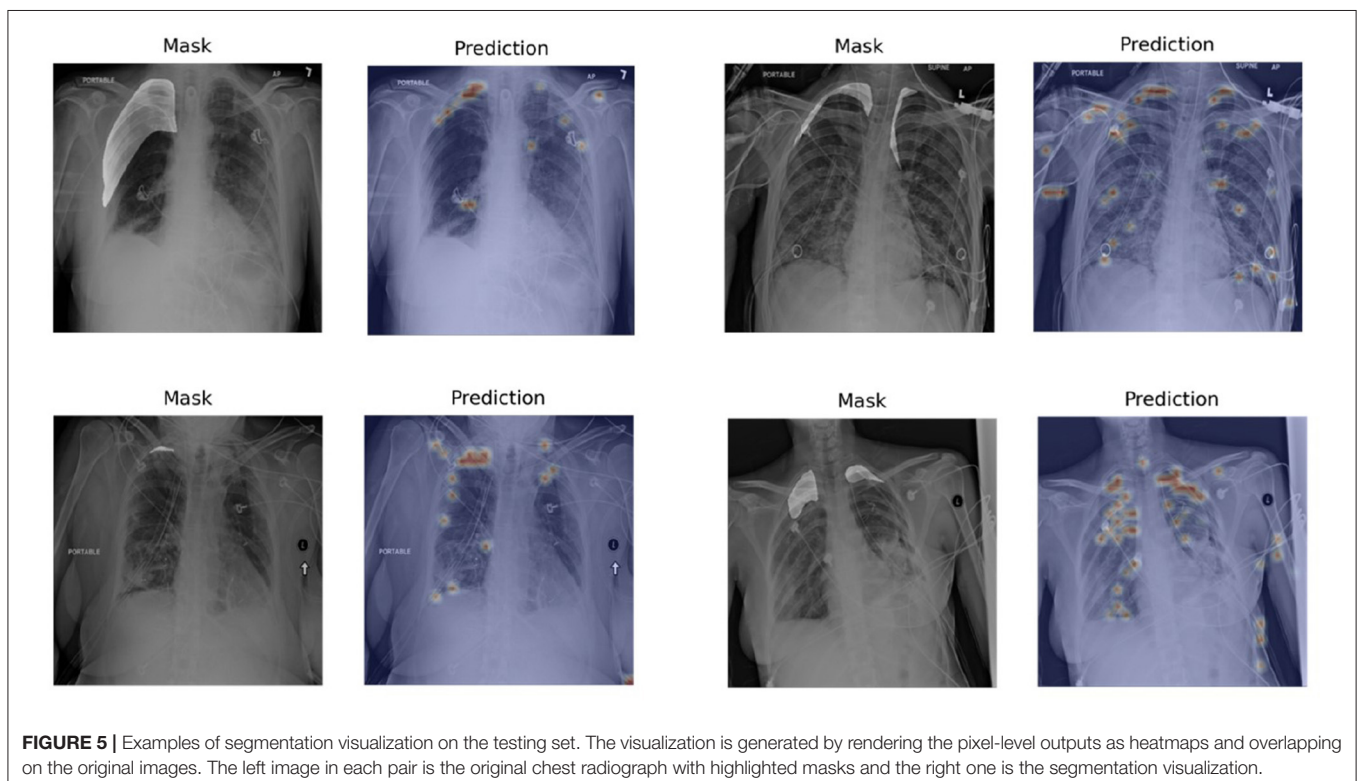 Mask Prediction Mask Prediction
PORTABLE AP PORTABLE AP PORTABLE SUPINE AP PORTABLE SUPINE AP
L L
Mask Prediction Mask Prediction
PORTABLE PORTABLE
FIGURE 5 | Examples of segmentation visualization on the testing set. The visualization is generated by rendering the pixel-level outputs as heatmaps and overlapping
on the original images. The left image in each pair is the original chest radiograph with highlighted masks and the right one is the segmentation visualization.